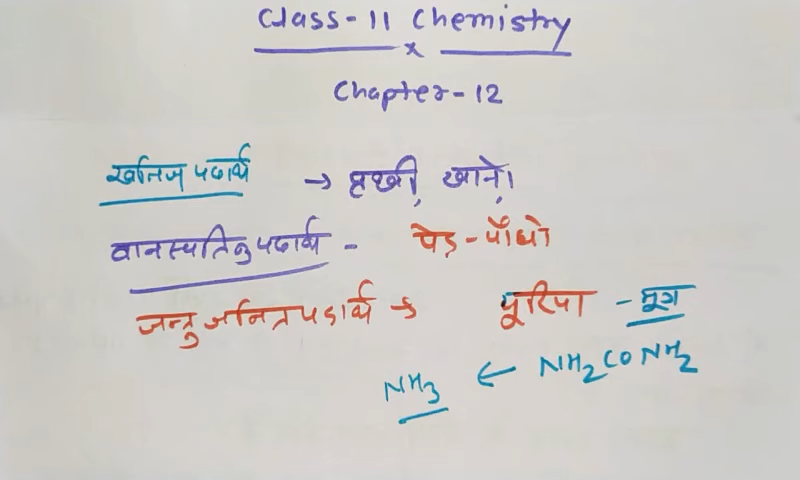 Class-11 Chemistry
x
Chapter-12
खनिज पदार्थ → पृथ्वी, खाने।
वानस्पतिक पदार्थ - पेड़-पौधो
जन्तु जनित पदार्थ → यूरिया - मूत्र
NH3 ← NH2CONH2